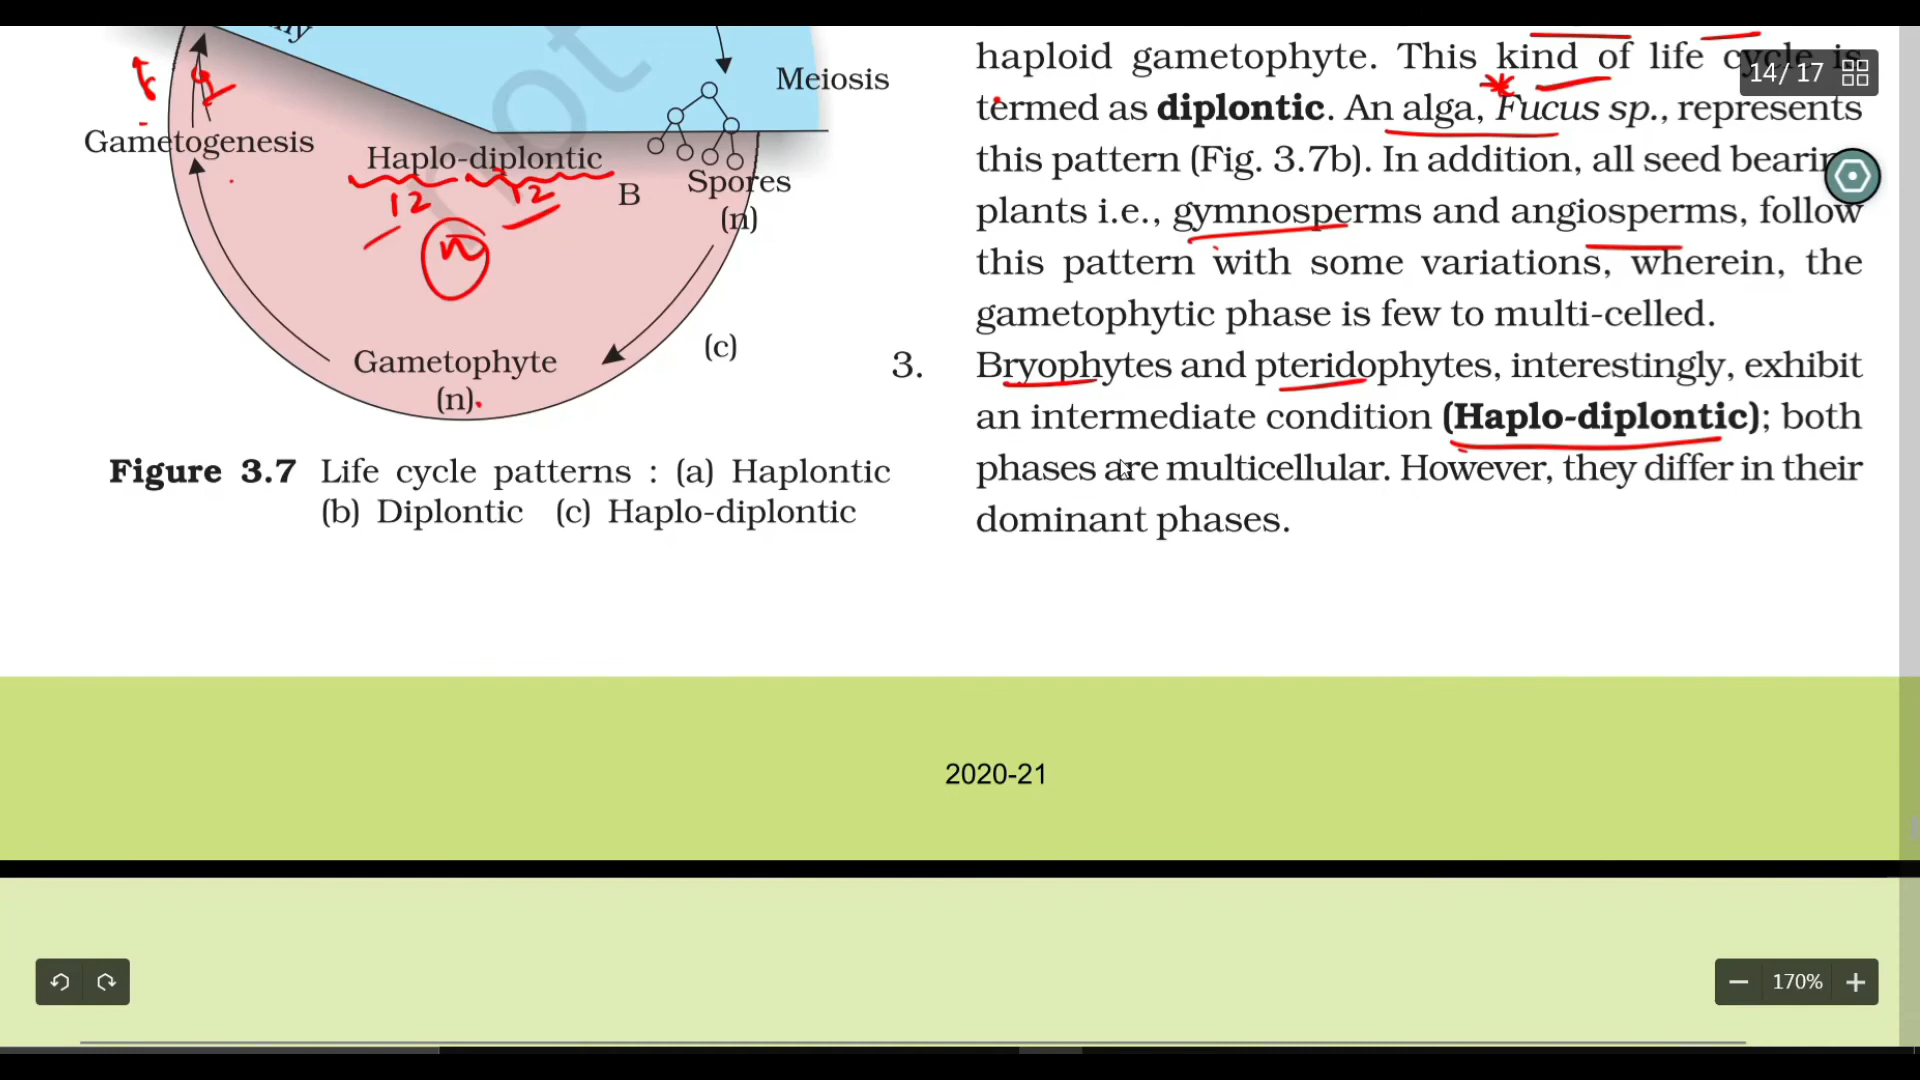 Meiosis
Gametogenesis
Haplo-diplontic
12
12
B
Spores
(n)
n
Gametophyte
(n)
(c)
Figure 3.7 Life cycle patterns : (a) Haplontic
(b) Diplontic (c) Haplo-diplontic
not
haploid gametophyte. This kind of life cycle is
termed as diplontic. An alga, Fucus sp., represents
this pattern (Fig. 3.7b). In addition, all seed bearing
plants i.e., gymnosperms and angiosperms, follow
this pattern with some variations, wherein, the
gametophytic phase is few to multi-celled.
3. Bryophytes and pteridophytes, interestingly, exhibit
an intermediate condition (Haplo-diplontic); both
phases are multicellular. However, they differ in their
dominant phases.
14 / 17
2020-21
170%